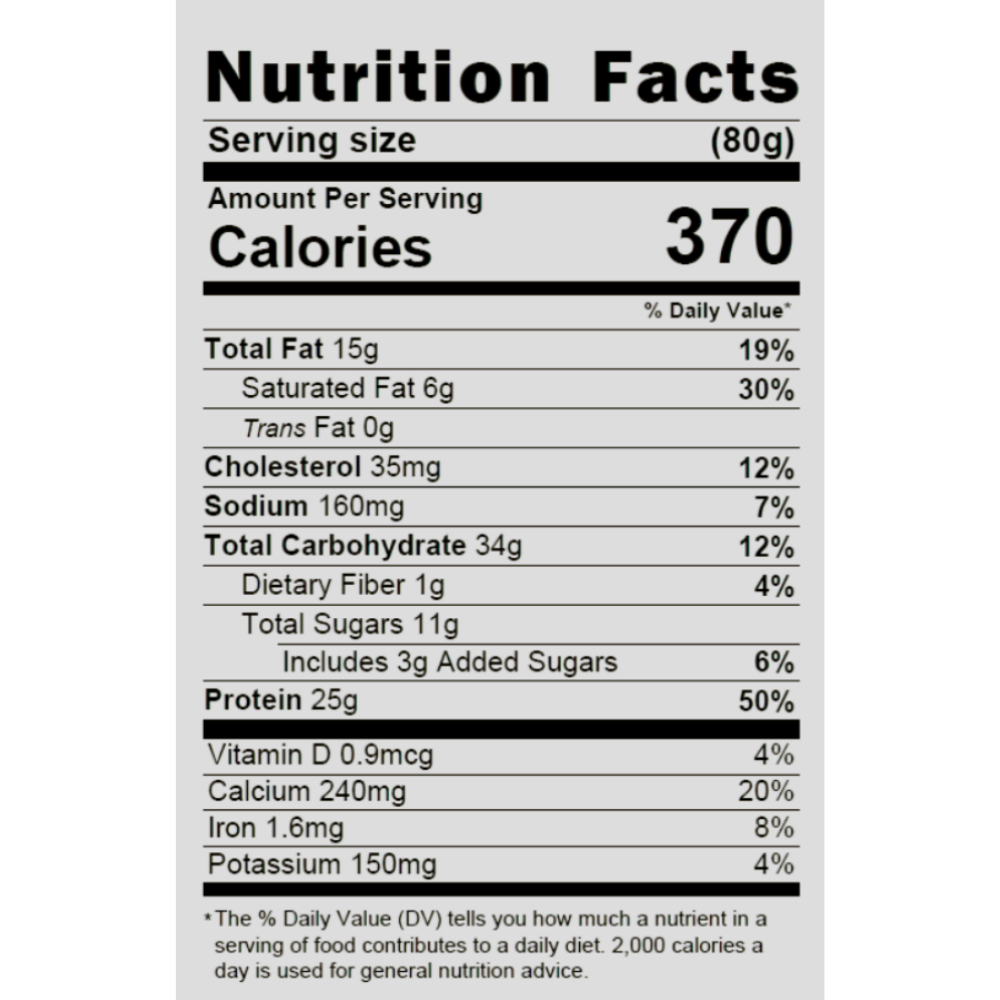 Nutrition Facts
Serving size (80g)
Amount Per Serving
Calories 370
% Daily Value*
Total Fat 15g 19%
Saturated Fat 6g 30%
Trans Fat 0g
Cholesterol 35mg 12%
Sodium 160mg 7%
Total Carbohydrate 34g 12%
Dietary Fiber 1g 4%
Total Sugars 11g
Includes 3g Added Sugars 6%
Protein 25g 50%
Vitamin D 0.9mcg 4%
Calcium 240mg 20%
Iron 1.6mg 8%
Potassium 150mg 4%
*The % Daily Value (DV) tells you how much a nutrient in a
serving of food contributes to a daily diet. 2,000 calories a
day is used for general nutrition advice.